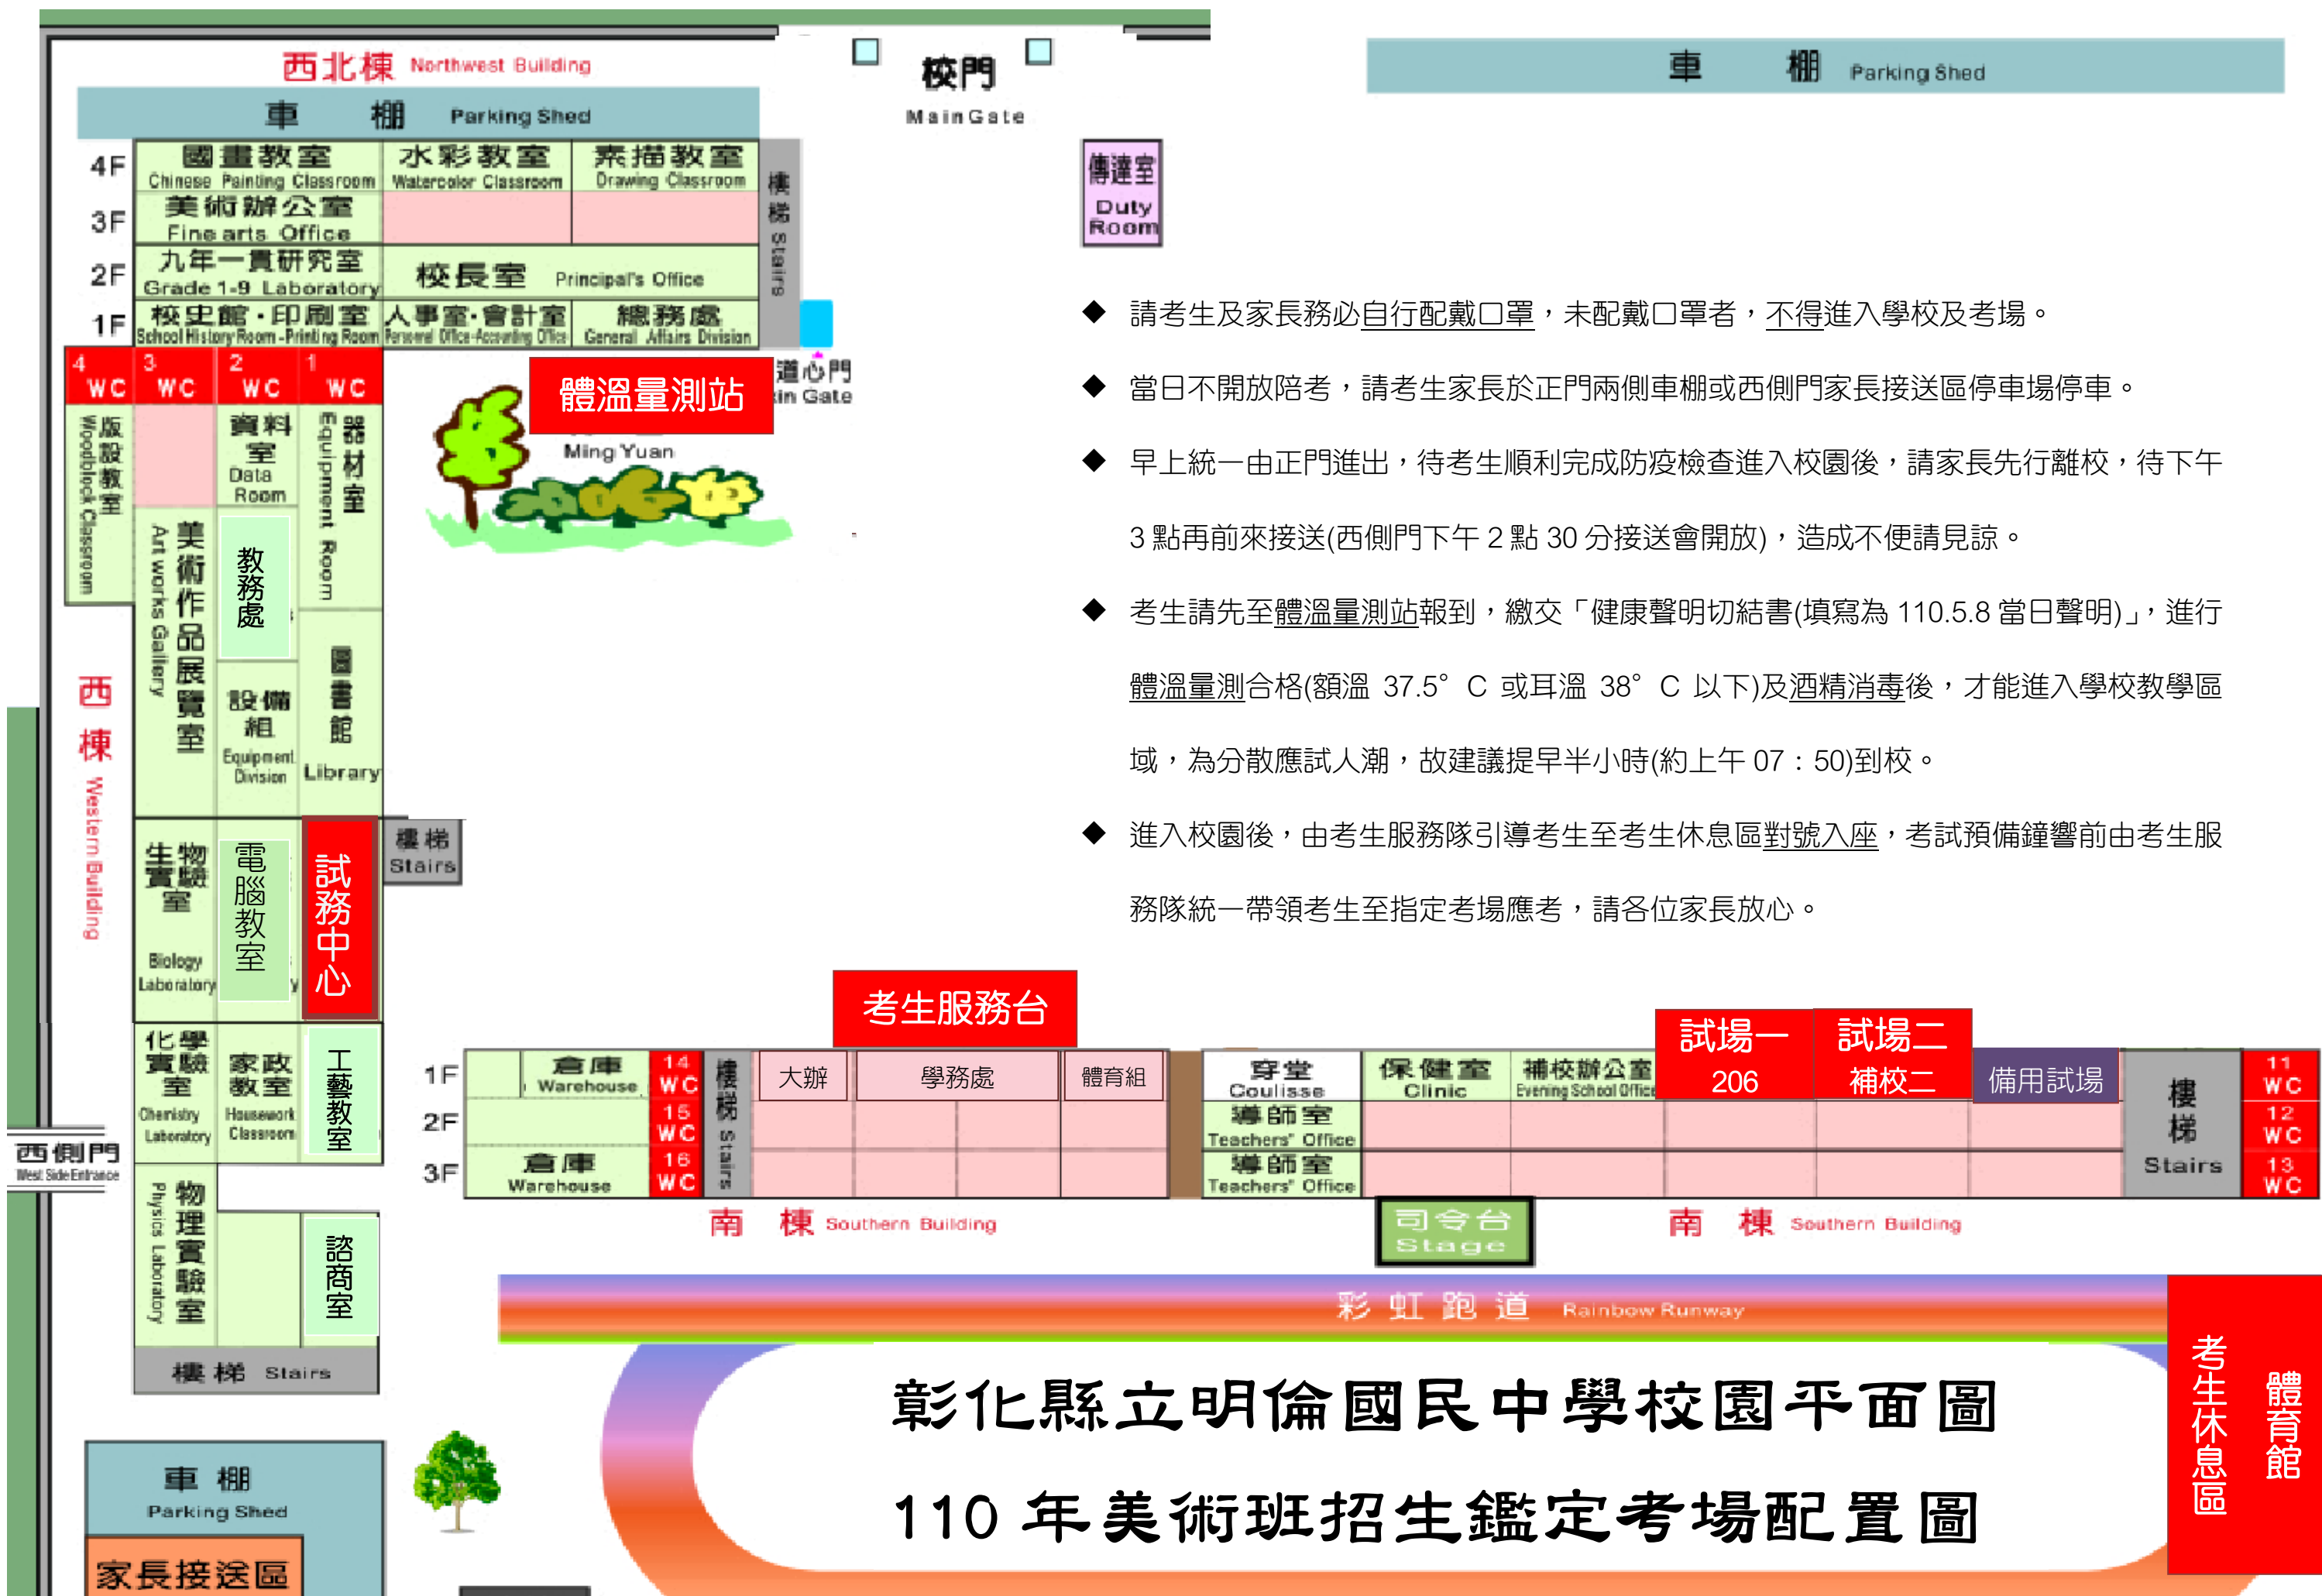 西北棟 Northwest Building
校門
Main Gate
車 棚 Parking Shed
車 棚 Parking Shed
4F
國畫教室
Chinese Painting Classroom
水彩教室
Watercolor Classroom
素描教室
Drawing Classroom
樓梯 Stairs
傳達室
Duty
Room
3F
美術辦公室
Fine arts Office
2F
九年一貫研究室
Grade 1-9 Laboratory
校長室 Principal's Office
1F
校史館·印刷室
School History Room-Printing Room
人事室·會計室
Personnel Office-Accounting Office
總務處
General Affairs Division
4
WC
3
WC
2
WC
1
WC
體溫量測站
道心門
in Gate
Ming Yuan
版設教室
Woodblock Classroom
資料室
Data
Room
器材室
Equipment Room
美術作品展覽室
Art works Gallery
教務處
設備組
Equipment
Division
圖書館
Library
西棟 Western Building
◆ 請考生及家長務必自行配戴口罩，未配戴口罩者，不得進入學校及考場。
◆ 當日不開放陪考，請考生家長於正門兩側車棚或西側門家長接送區停車場停車。
◆ 早上統一由正門進出，待考生順利完成防疫檢查進入校園後，請家長先行離校，待下午
3 點再前來接送(西側門下午 2 點 30 分接送會開放)，造成不便請見諒。
◆ 考生請先至體溫量測站報到，繳交「健康聲明切結書(填寫為 110.5.8 當日聲明)」，進行
體溫量測合格(額溫 37.5° C 或耳溫 38° C 以下)及酒精消毒後，才能進入學校教學區
域，為分散應試人潮，故建議提早半小時(約上午 07：50)到校。
◆ 進入校園後，由考生服務隊引導考生至考生休息區對號入座，考試預備鐘響前由考生服
務隊統一帶領考生至指定考場應考，請各位家長放心。
生物實驗室
Biology
Laboratory
電腦教室
試務中心
樓梯
Stairs
化學實驗室
Chemistry
Laboratory
家政教室
Housework
Classroom
工藝教室
西側門
West Side Entrance
物理實驗室
Physics Laboratory
諮商室
樓梯 Stairs
考生服務台
1F
倉庫
Warehouse
14
WC
樓梯 Stairs
大辦
學務處
體育組
穿堂
Coulisse
保健室
Clinic
補校辦公室
Evening School Office
試場一
206
試場二
補校二
備用試場
樓梯
Stairs
11
WC
2F
15
WC
導師室
Teachers' Office
12
WC
3F
倉庫
Warehouse
16
WC
導師室
Teachers' Office
13
WC
南 棟 Southern Building
司令台
Stage
南 棟 Southern Building
彩虹跑道 Rainbow Runway
彰化縣立明倫國民中學校園平面圖
110 年美術班招生鑑定考場配置圖
體育館
考生休息區
車棚
Parking Shed
家長接送區